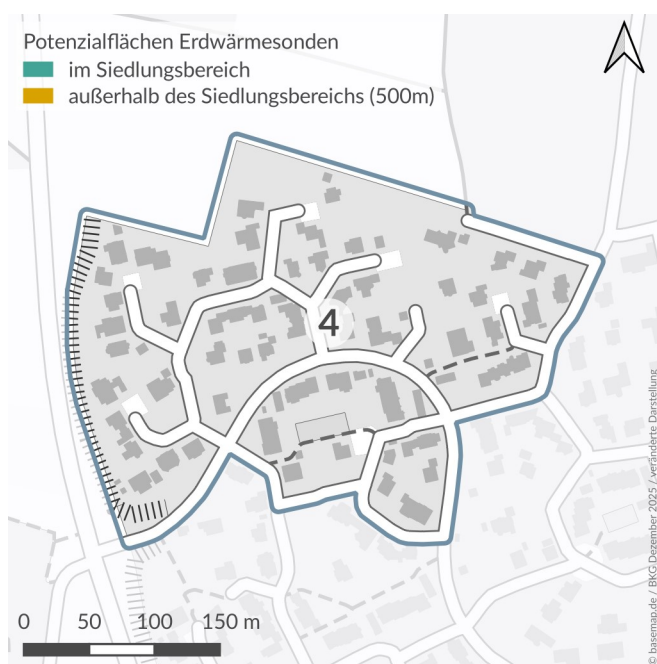 Potenzialflächen Erdwärmesonden
im Siedlungsbereich
außerhalb des Siedlungsbereichs (500m)
4
0 50 100 150 m
© basemap.de / BKG-Dezember 2025 / veränderte Darstellung